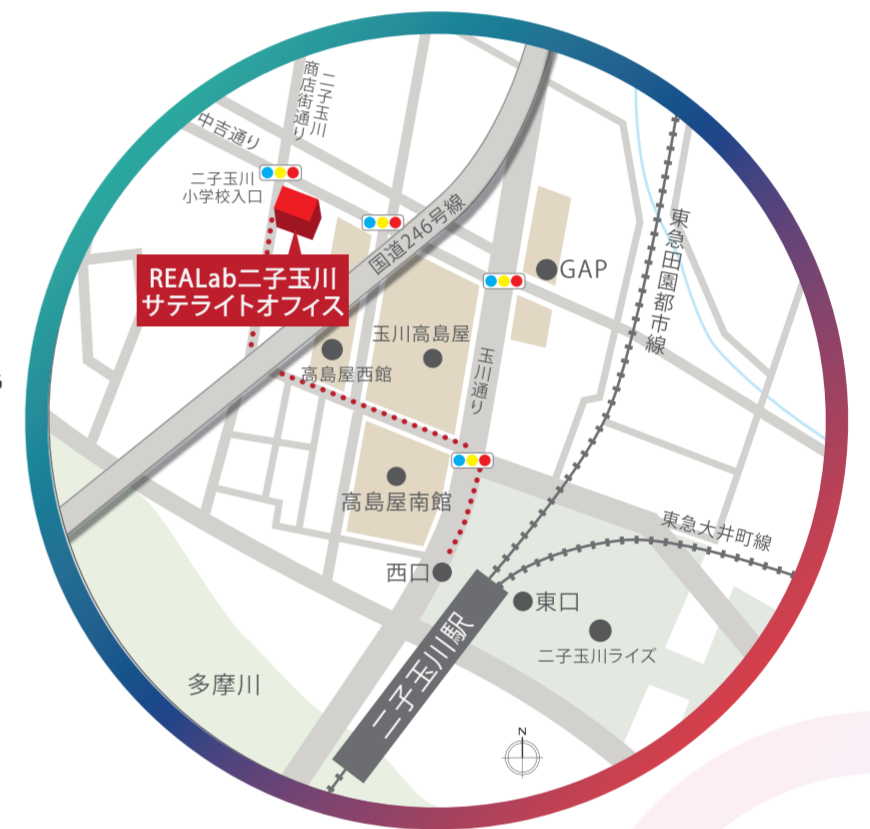 二子玉川
商店街通り
中吉通り
二子玉川
小学校入口
REALab二子玉川
サテライトオフィス
国道246号線
GAP
東急田園都市線
玉川高島屋
高島屋西館
玉川通り
高島屋南館
東急大井町線
西口
東口
二子玉川ライズ
二子玉川駅
多摩川
N